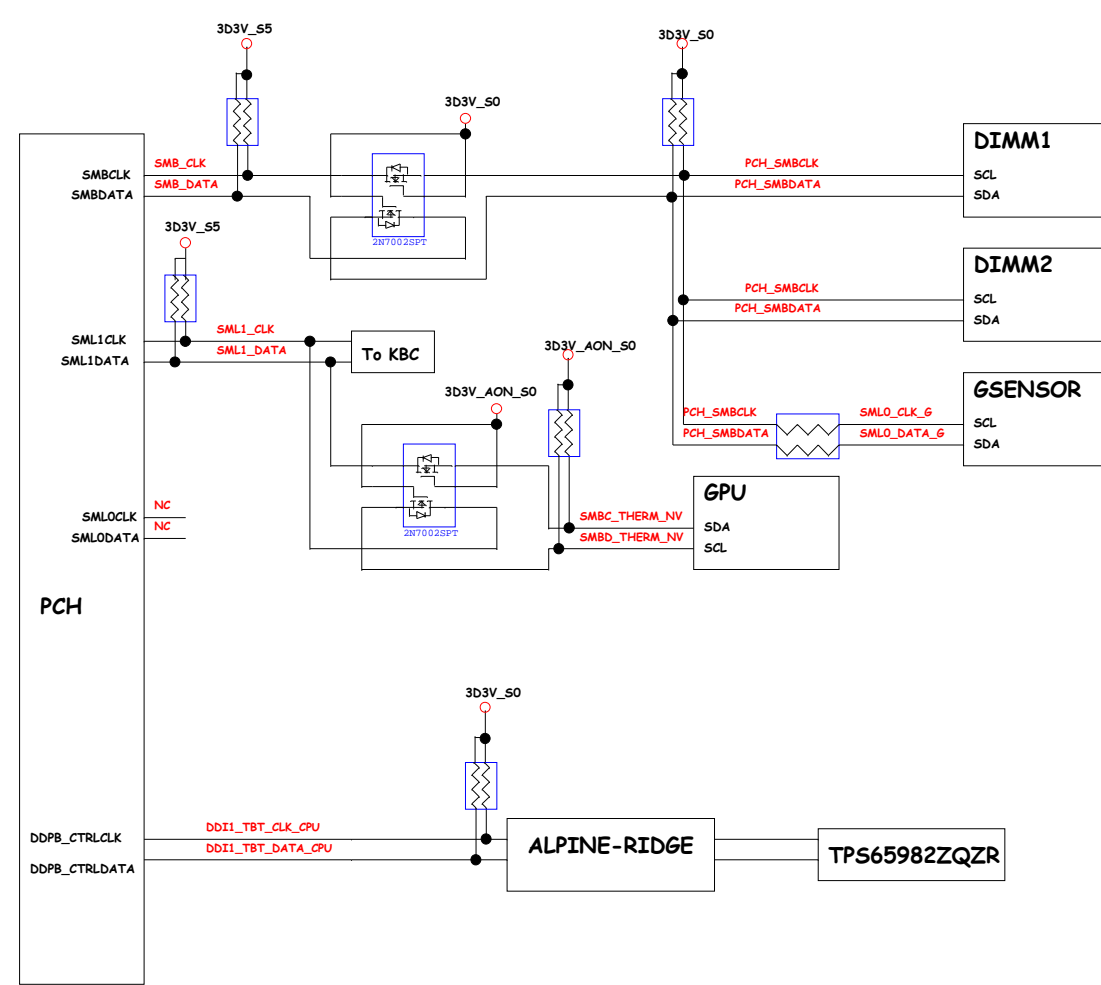 3D3V_S5
3D3V_S0
3D3V_S0
DIMM1
SMBCLK
SMB_CLK
PCH_SMBCLK
SCL
SMBDATA
SMB_DATA
PCH_SMBDATA
SDA
2N7002SPT
3D3V_S5
DIMM2
PCH_SMBCLK
SCL
PCH_SMBDATA
SDA
SML1CLK
SML1_CLK
SML1DATA
SML1_DATA
To KBC
3D3V_AON_S0
3D3V_AON_S0
GSENSOR
PCH_SMBCLK
SML0_CLK_G
SCL
PCH_SMBDATA
SML0_DATA_G
SDA
GPU
SML0CLK
NC
SMBC_THERM_NV
SDA
SML0DATA
NC
2N7002SPT
SMBD_THERM_NV
SCL
PCH
3D3V_S0
DDPB_CTRLCLK
DDI1_TBT_CLK_CPU
DDPB_CTRLDATA
DDI1_TBT_DATA_CPU
ALPINE-RIDGE
TPS65982ZQZR